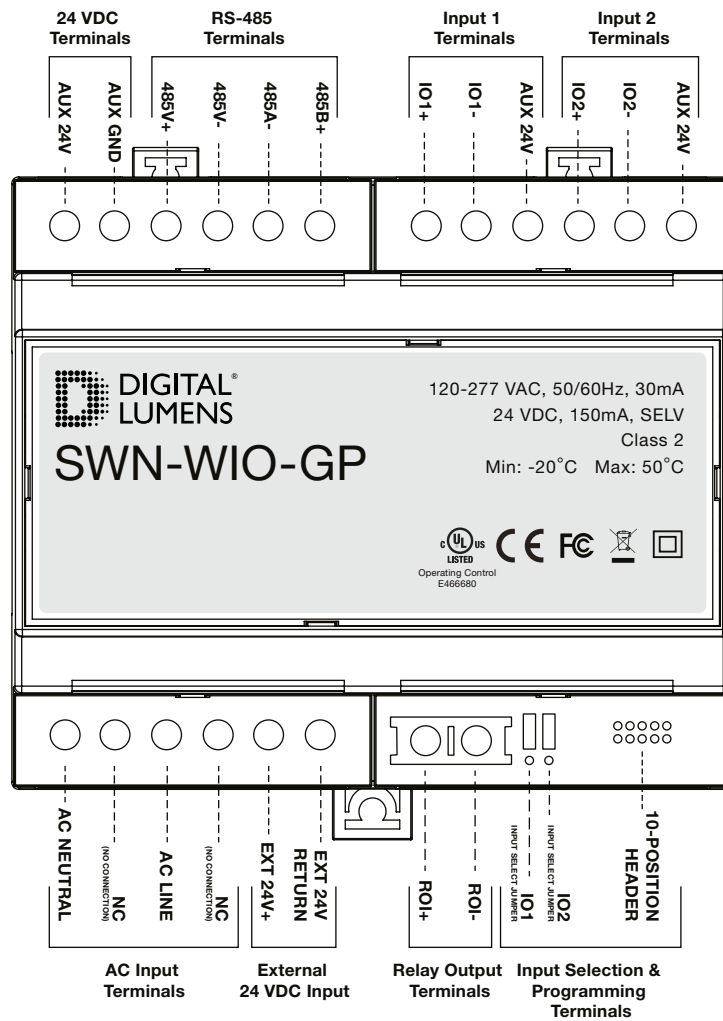 24 VDC
Terminals
RS-485
Terminals
Input 1
Terminals
Input 2
Terminals
AUX 24V
AUX GND
485V+
485V-
485A-
485B+
IO1+
IO1-
AUX 24V
IO2+
IO2-
AUX 24V
DIGITAL®
LUMENS
SWN-WIO-GP
120-277 VAC, 50/60Hz, 30mA
24 VDC, 150mA, SELV
Class 2
Min: -20°C Max: 50°C
C UL US
LISTED
Operating Control
E466680
CE
FC
AC NEUTRAL
NC
(NO CONNECTION)
AC LINE
NC
(NO CONNECTION)
EXT 24V+
EXT 24V
RETURN
ROI+
ROI-
IO1
INPUT SELECT JUMPER
IO2
INPUT SELECT JUMPER
10-POSITION
HEADER
AC Input
Terminals
External
24 VDC Input
Relay Output
Terminals
Input Selection &
Programming
Terminals